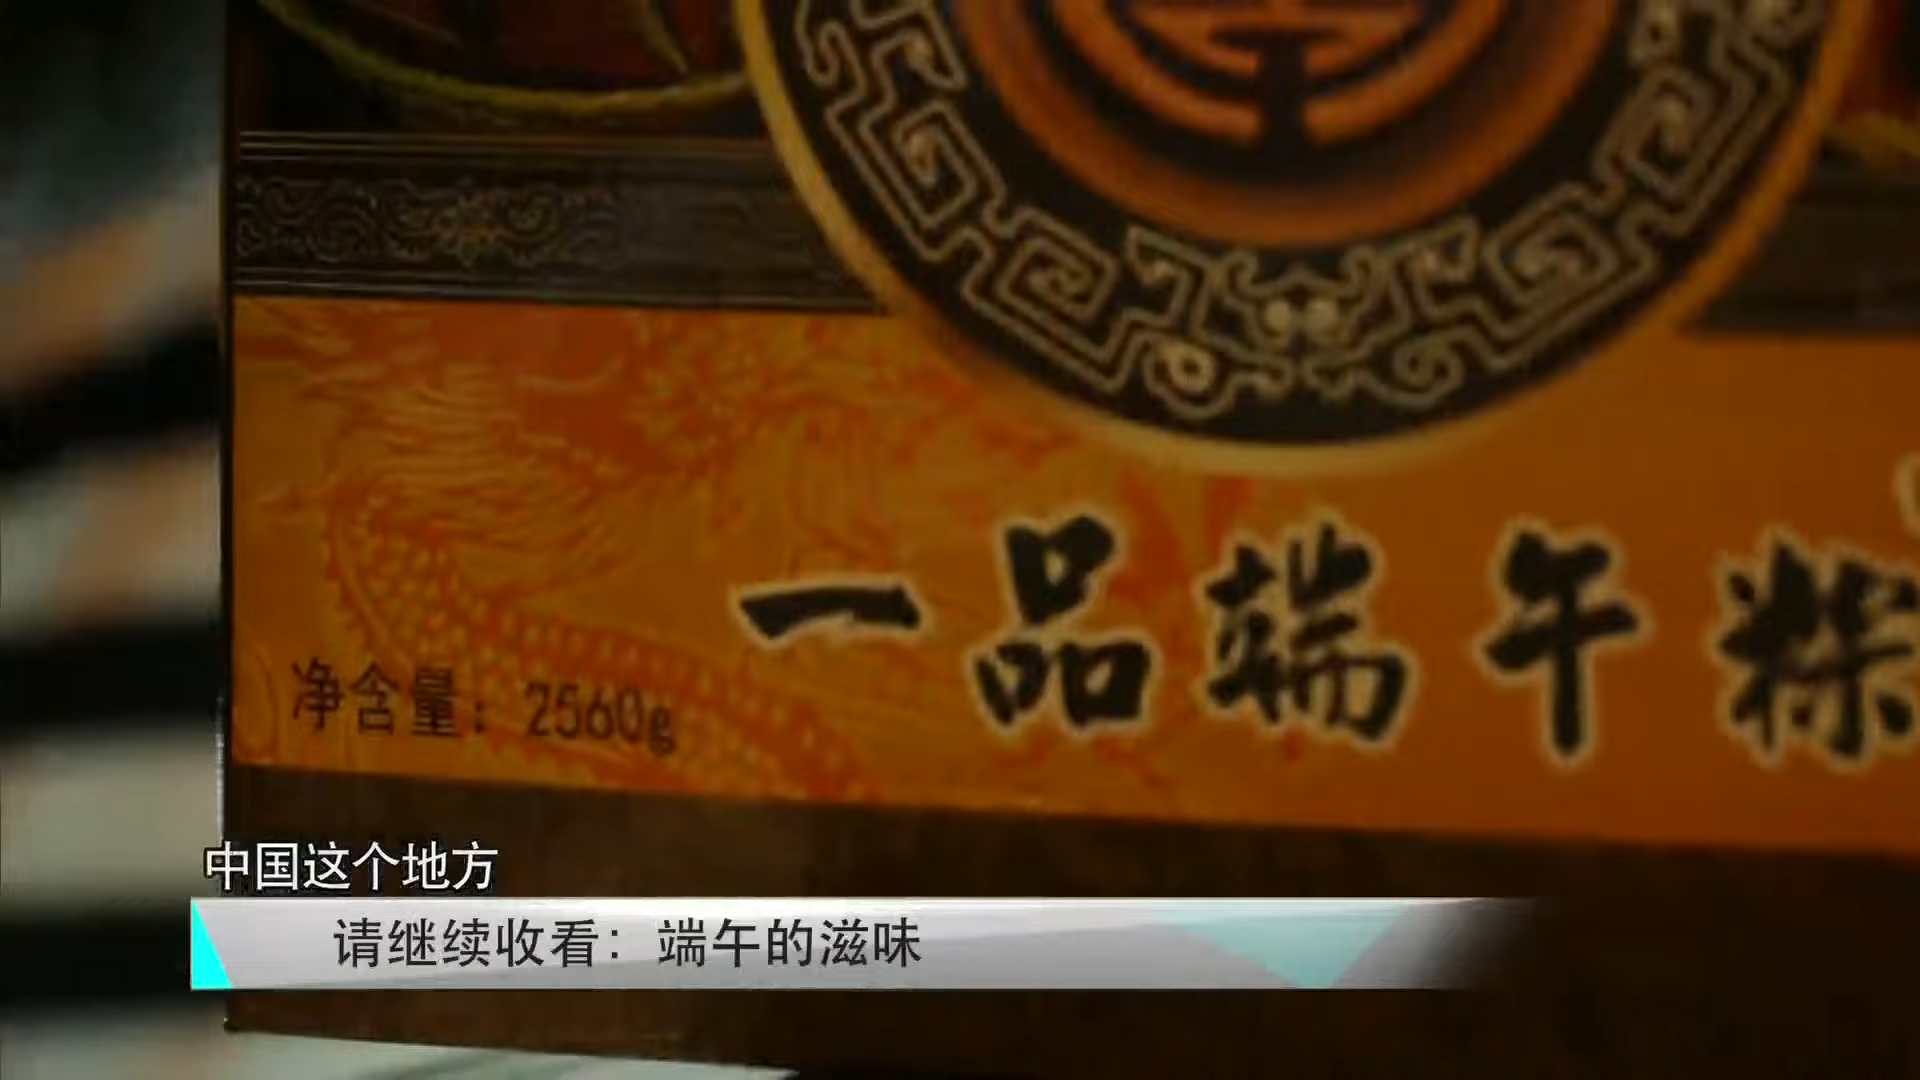 一品端午粽
净含量：2560g
中国这个地方
请继续收看：端午的滋味